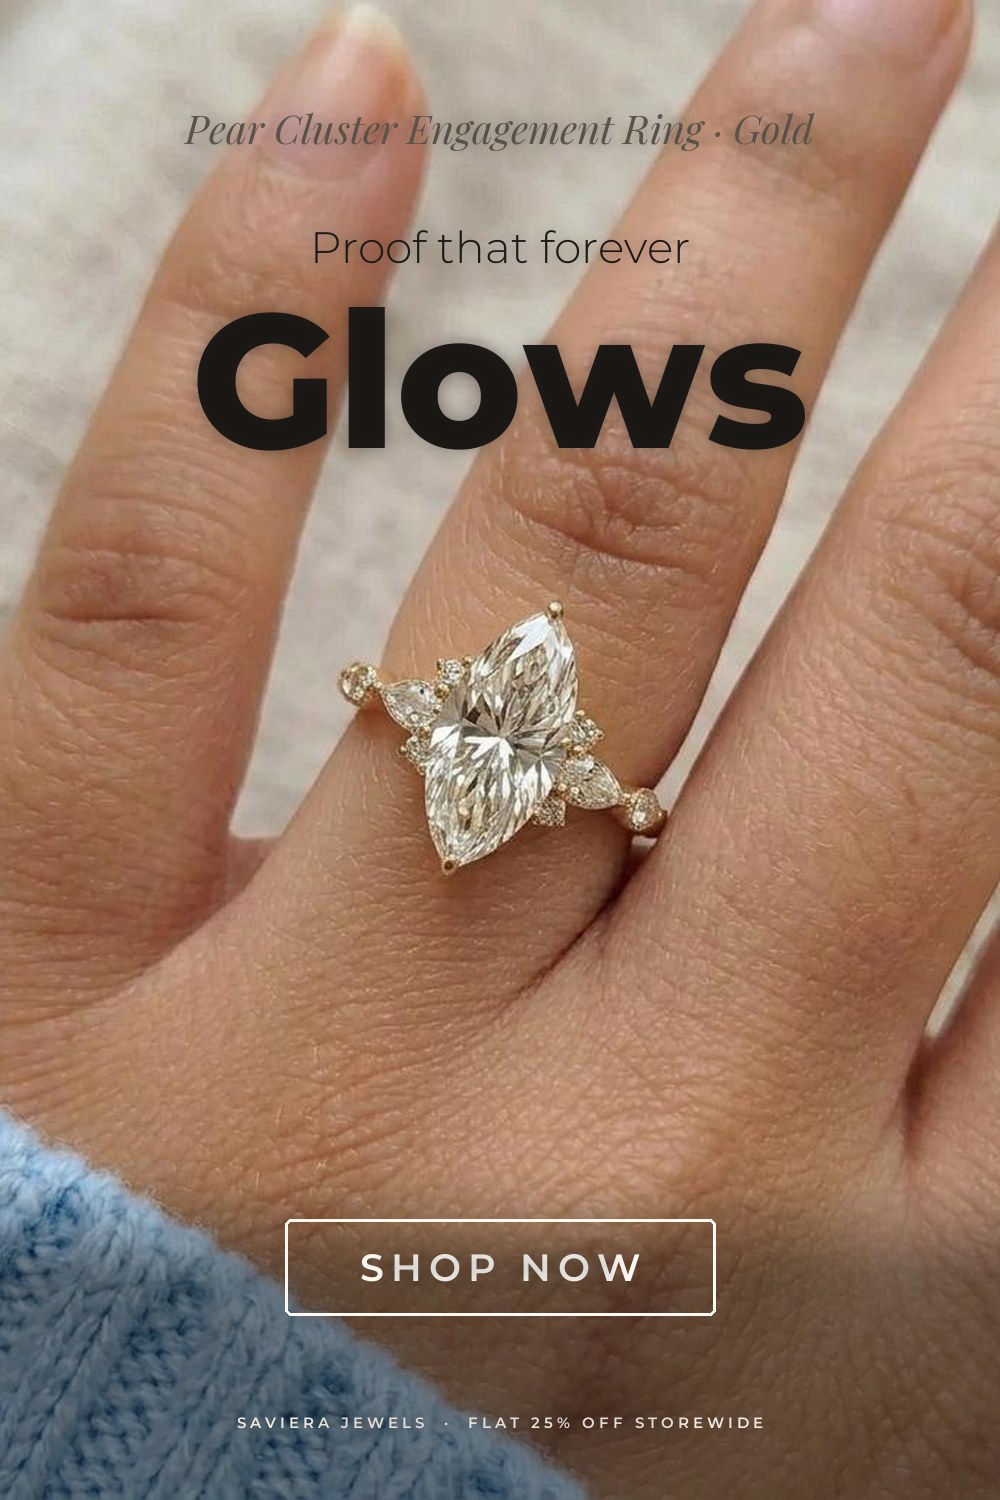 Pear Cluster Engagement Ring · Gold
Proof that forever
Glows
SHOP NOW
SAVIERA JEWELS · FLAT 25% OFF STOREWIDE